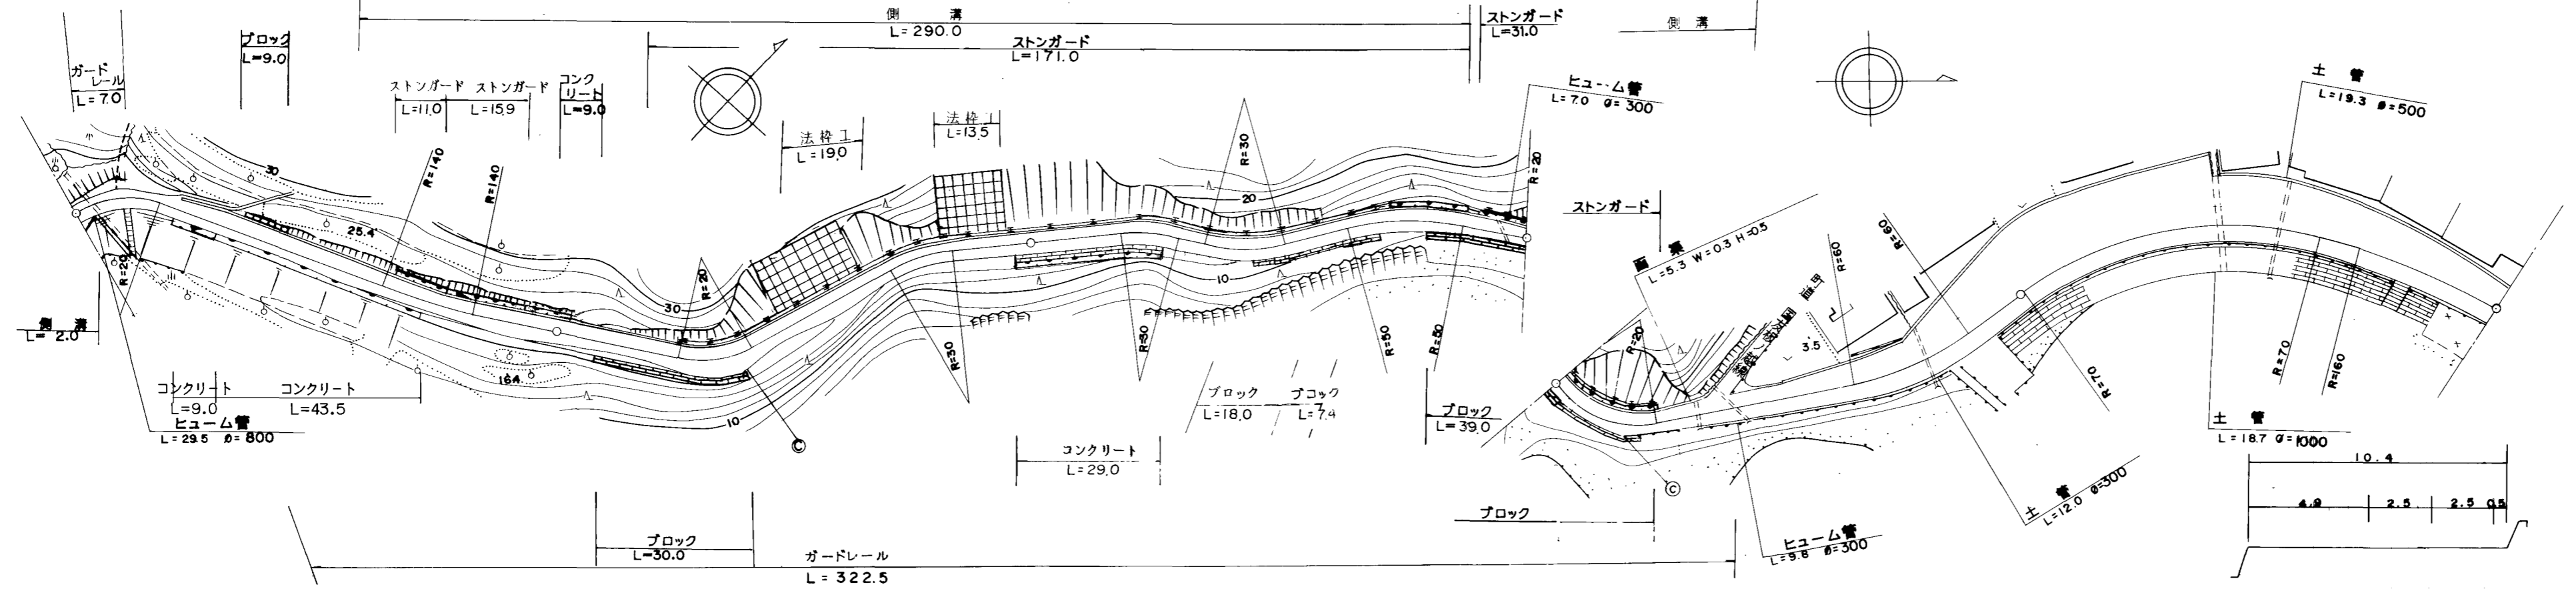 側 溝
L=290.0
ストンガード
L=171.0
ストンガード
L=31.0
側 溝
ガード
レール
L=7.0
ブロック
L=9.0
ストンガード
L=11.0
ストンガード
L=15.9
コンク
リート
L=9.0
法枠工
L=19.0
法枠工
L=13.5
ヒューム管
L=7.0 ø=300
土 管
L=19.3 ø=500
30
25.4
R=140
R=140
R=20
30
R=20
R=30
20
R=20
10
R=30
R=30
R=50
R=50
16.4
10
側 溝
L=2.0
コンクリート
L=9.0
コンクリート
L=43.5
ヒューム管
L=29.5 ø=800
Ⓒ
ブロック
L=18.0
ブロック
L=7.4
ブロック
L=39.0
コンクリート
L=29.0
ブロック
L=30.0
ガードレール
L=322.5
ストンガード
L=5.3 W=0.3 H=0.5
R=20
R=60
R=60
3.5
R=70
R=70
R=160
Ⓒ
ブロック
ヒューム管
L=9.8 ø=300
土 管
L=12.0 ø=300
土 管
L=18.7 ø=1000
10.4
4.9 2.5 2.5 0.5